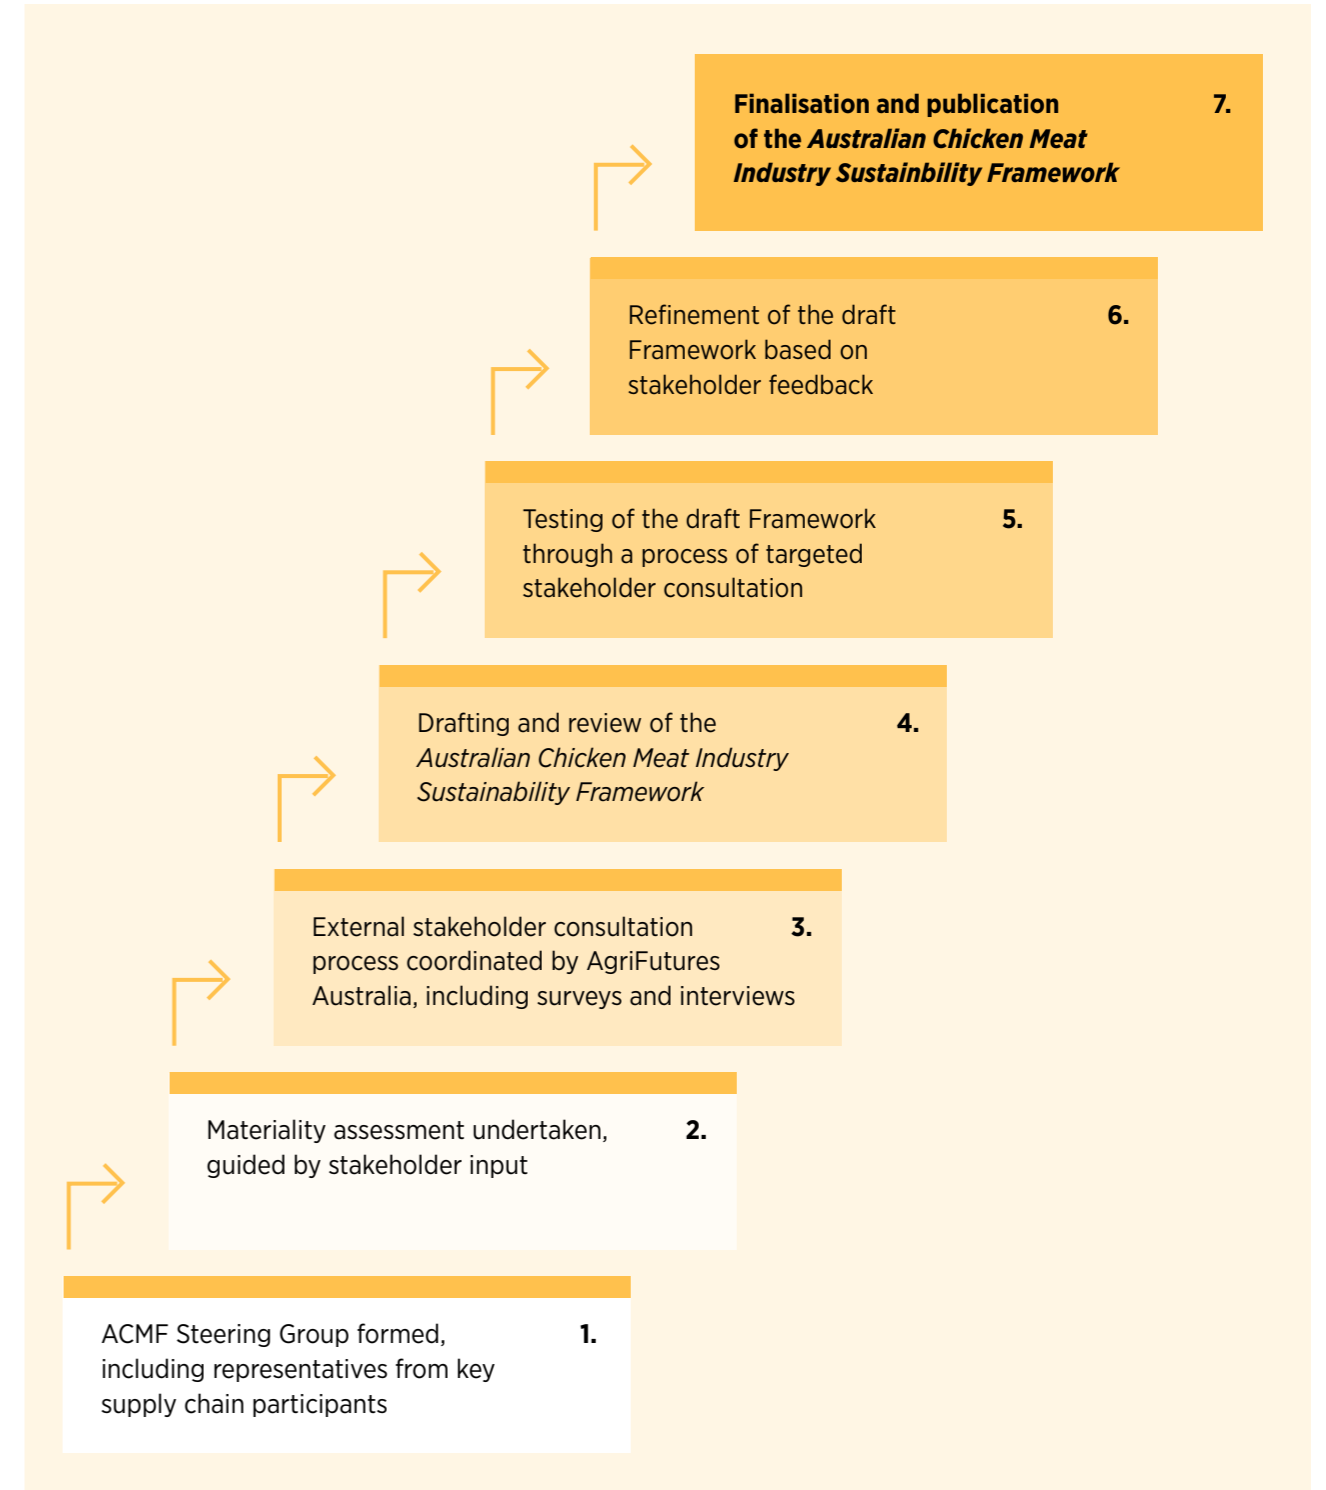 Finalisation and publication 7.
of the Australian Chicken Meat
Industry Sustainbility Framework
Refinement of the draft 6.
Framework based on
stakeholder feedback
Testing of the draft Framework 5.
through a process of targeted
stakeholder consultation
Drafting and review of the 4.
Australian Chicken Meat Industry
Sustainability Framework
External stakeholder consultation 3.
process coordinated by AgriFutures
Australia, including surveys and interviews
Materiality assessment undertaken, 2.
guided by stakeholder input
ACMF Steering Group formed, 1.
including representatives from key
supply chain participants